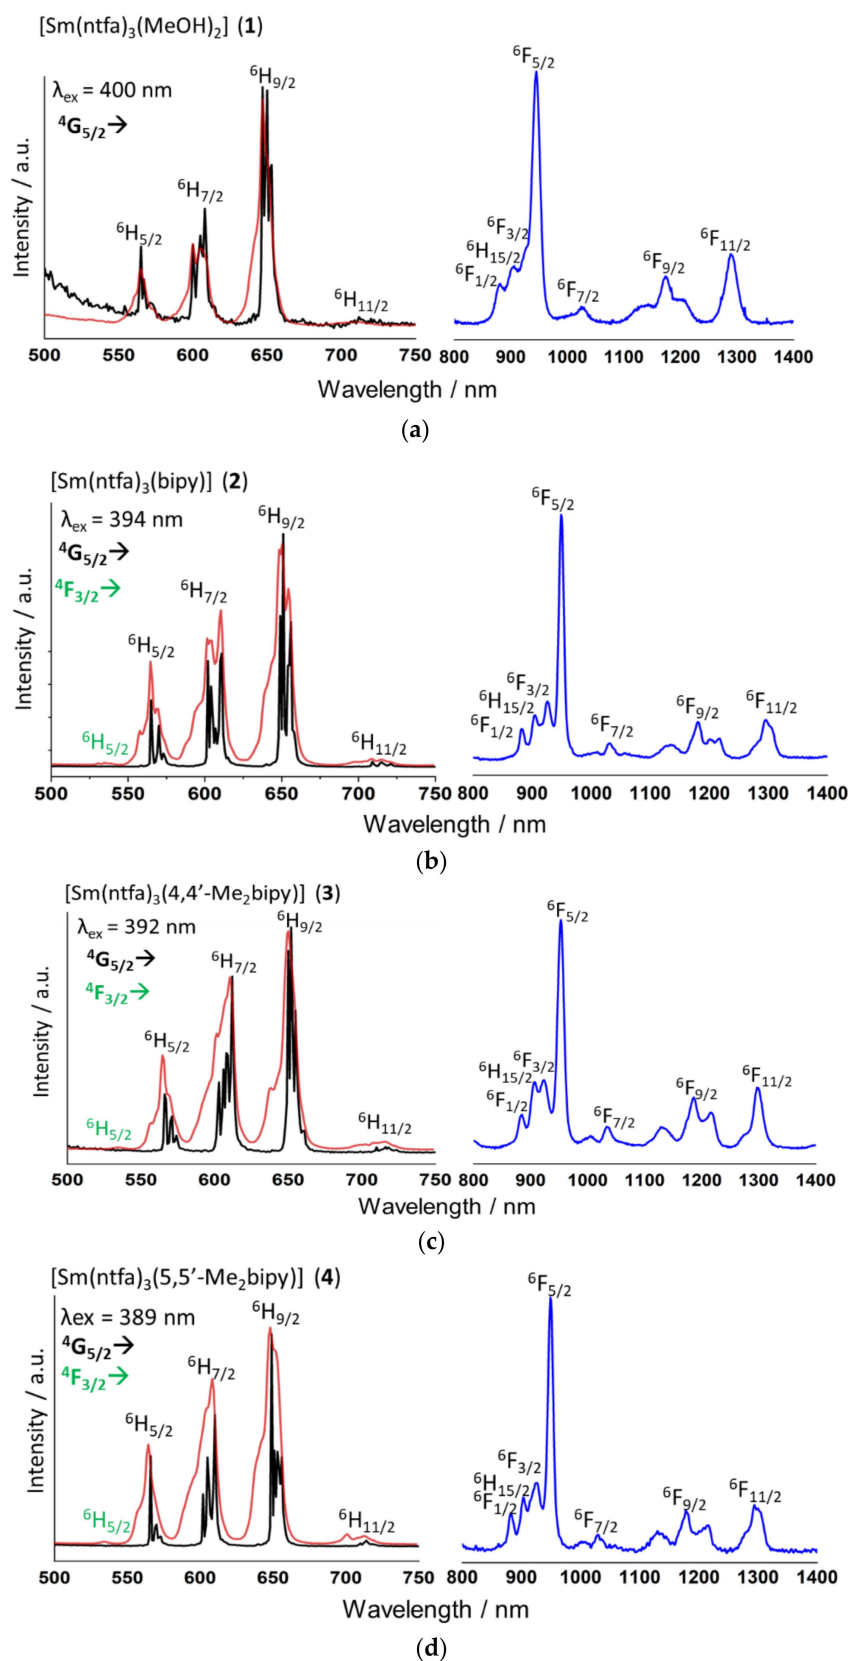 [Sm(ntfa)₃(MeOH)₂] (1)
λₑₓ = 400 nm
⁴G₅/₂→
⁶H₅/₂
⁶H₇/₂
⁶H₉/₂
⁶H₁₁/₂
⁶F₁/₂
⁶H₁₅/₂
⁶F₃/₂
⁶F₅/₂
⁶F₇/₂
⁶F₉/₂
⁶F₁₁/₂
Intensity / a.u.
500 550 600 650 700 750 800 900 1000 1100 1200 1300 1400
Wavelength / nm
(a)
[Sm(ntfa)₃(bipy)] (2)
λₑₓ = 394 nm
⁴G₅/₂→
⁴F₃/₂→
⁶H₅/₂
⁶H₅/₂
⁶H₇/₂
⁶H₉/₂
⁶H₁₁/₂
⁶F₁/₂
⁶H₁₅/₂
⁶F₃/₂
⁶F₅/₂
⁶F₇/₂
⁶F₉/₂
⁶F₁₁/₂
Intensity / a.u.
500 550 600 650 700 750 800 900 1000 1100 1200 1300 1400
Wavelength / nm
(b)
[Sm(ntfa)₃(4,4’-Me₂bipy)] (3)
λₑₓ = 392 nm
⁴G₅/₂→
⁴F₃/₂→
⁶H₅/₂
⁶H₅/₂
⁶H₇/₂
⁶H₉/₂
⁶H₁₁/₂
⁶F₁/₂
⁶H₁₅/₂
⁶F₃/₂
⁶F₅/₂
⁶F₇/₂
⁶F₉/₂
⁶F₁₁/₂
Intensity / a.u.
500 550 600 650 700 750 800 900 1000 1100 1200 1300 1400
Wavelength / nm
(c)
[Sm(ntfa)₃(5,5’-Me₂bipy)] (4)
λex = 389 nm
⁴G₅/₂→
⁴F₃/₂→
⁶H₅/₂
⁶H₅/₂
⁶H₇/₂
⁶H₉/₂
⁶H₁₁/₂
⁶F₁/₂
⁶H₁₅/₂
⁶F₃/₂
⁶F₅/₂
⁶F₇/₂
⁶F₉/₂
⁶F₁₁/₂
Intensity / a.u.
500 550 600 650 700 750 800 900 1000 1100 1200 1300 1400
Wavelength / nm
(d)